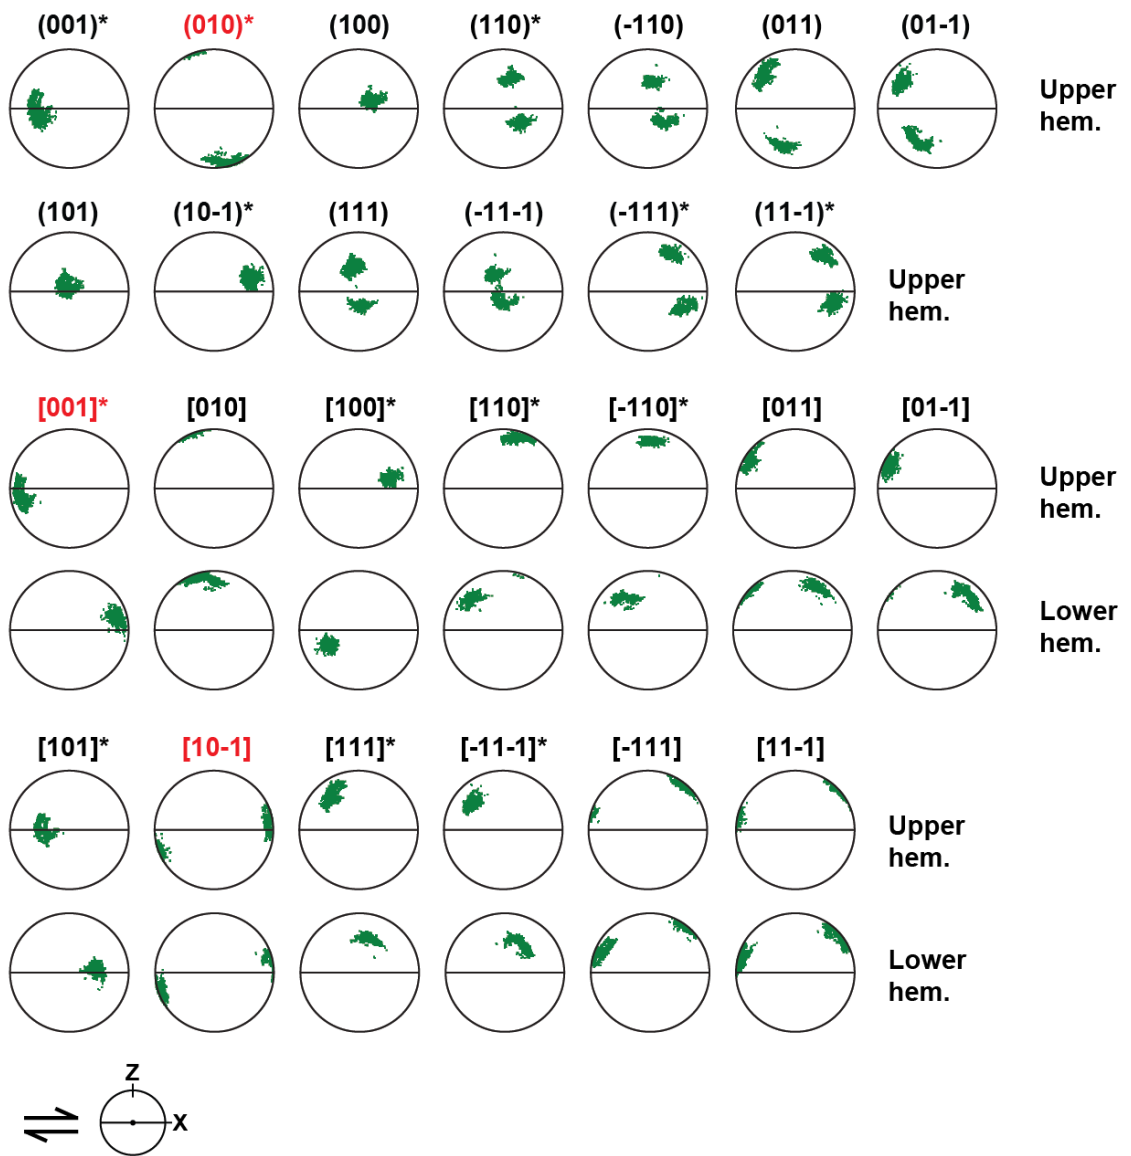 (001)* (010)* (100) (110)* (-110) (011) (01-1)
Upper
hem.
(101) (10-1)* (111) (-11-1) (-111)* (11-1)*
Upper
hem.
[001]* [010] [100]* [110]* [-110]* [011] [01-1]
Upper
hem.
Lower
hem.
[101]* [10-1] [111]* [-11-1]* [-111] [11-1]
Upper
hem.
Lower
hem.
Z
X